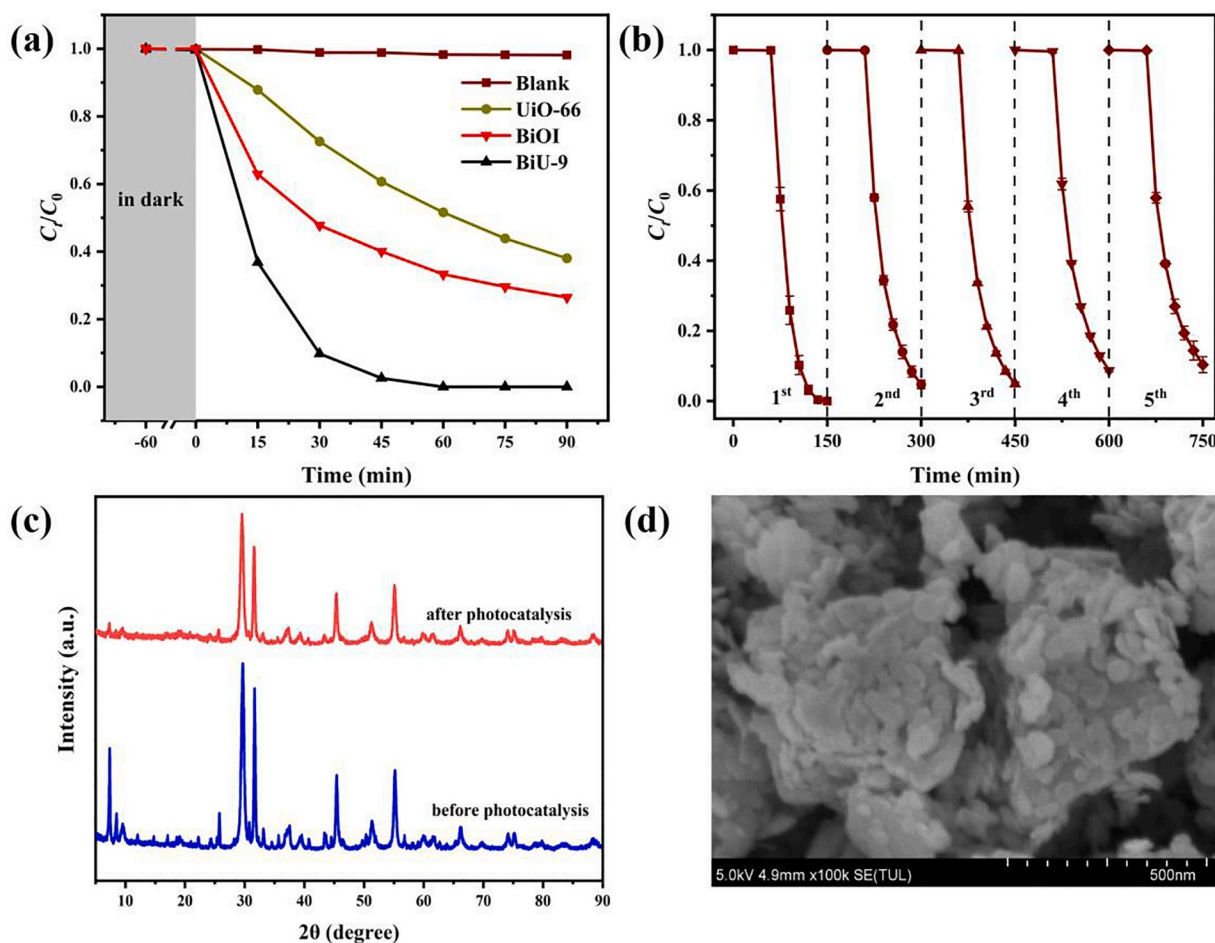 (a)
1.0
0.8
0.6
0.4
0.2
0.0
Cₜ/C₀
in dark
Blank
UiO-66
BiOI
BiU-9
-60
0
15
30
45
60
75
90
Time (min)
(b)
1.0
0.8
0.6
0.4
0.2
0.0
Cₜ/C₀
1st
2nd
3rd
4th
5th
0
150
300
450
600
750
Time (min)
(c)
Intensity (a.u.)
after photocatalysis
before photocatalysis
10
20
30
40
50
60
70
80
90
2θ (degree)
(d)
5.0kV 4.9mm x100k SE(TUL)
500nm